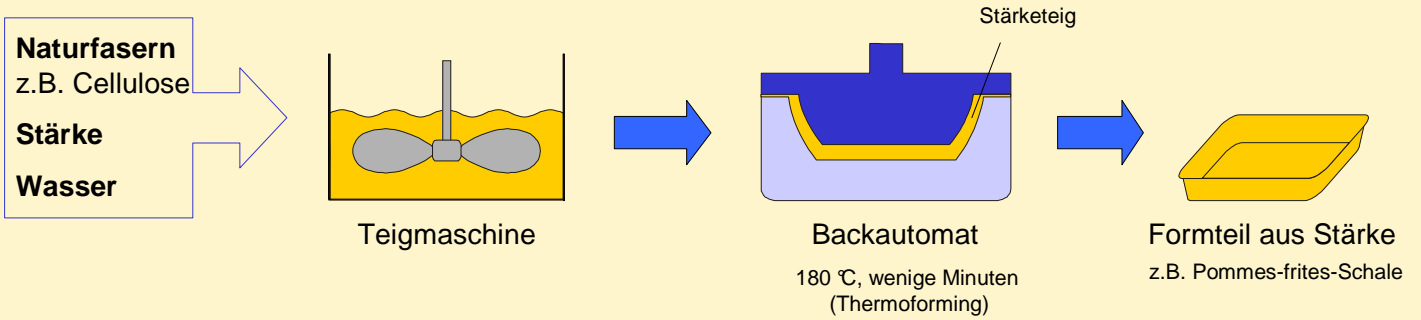 Naturfasern
z.B. Cellulose
Stärke
Wasser
Teigmaschine
Stärketeig
Backautomat
180 °C, wenige Minuten
(Thermoforming)
Formteil aus Stärke
z.B. Pommes-frites-Schale